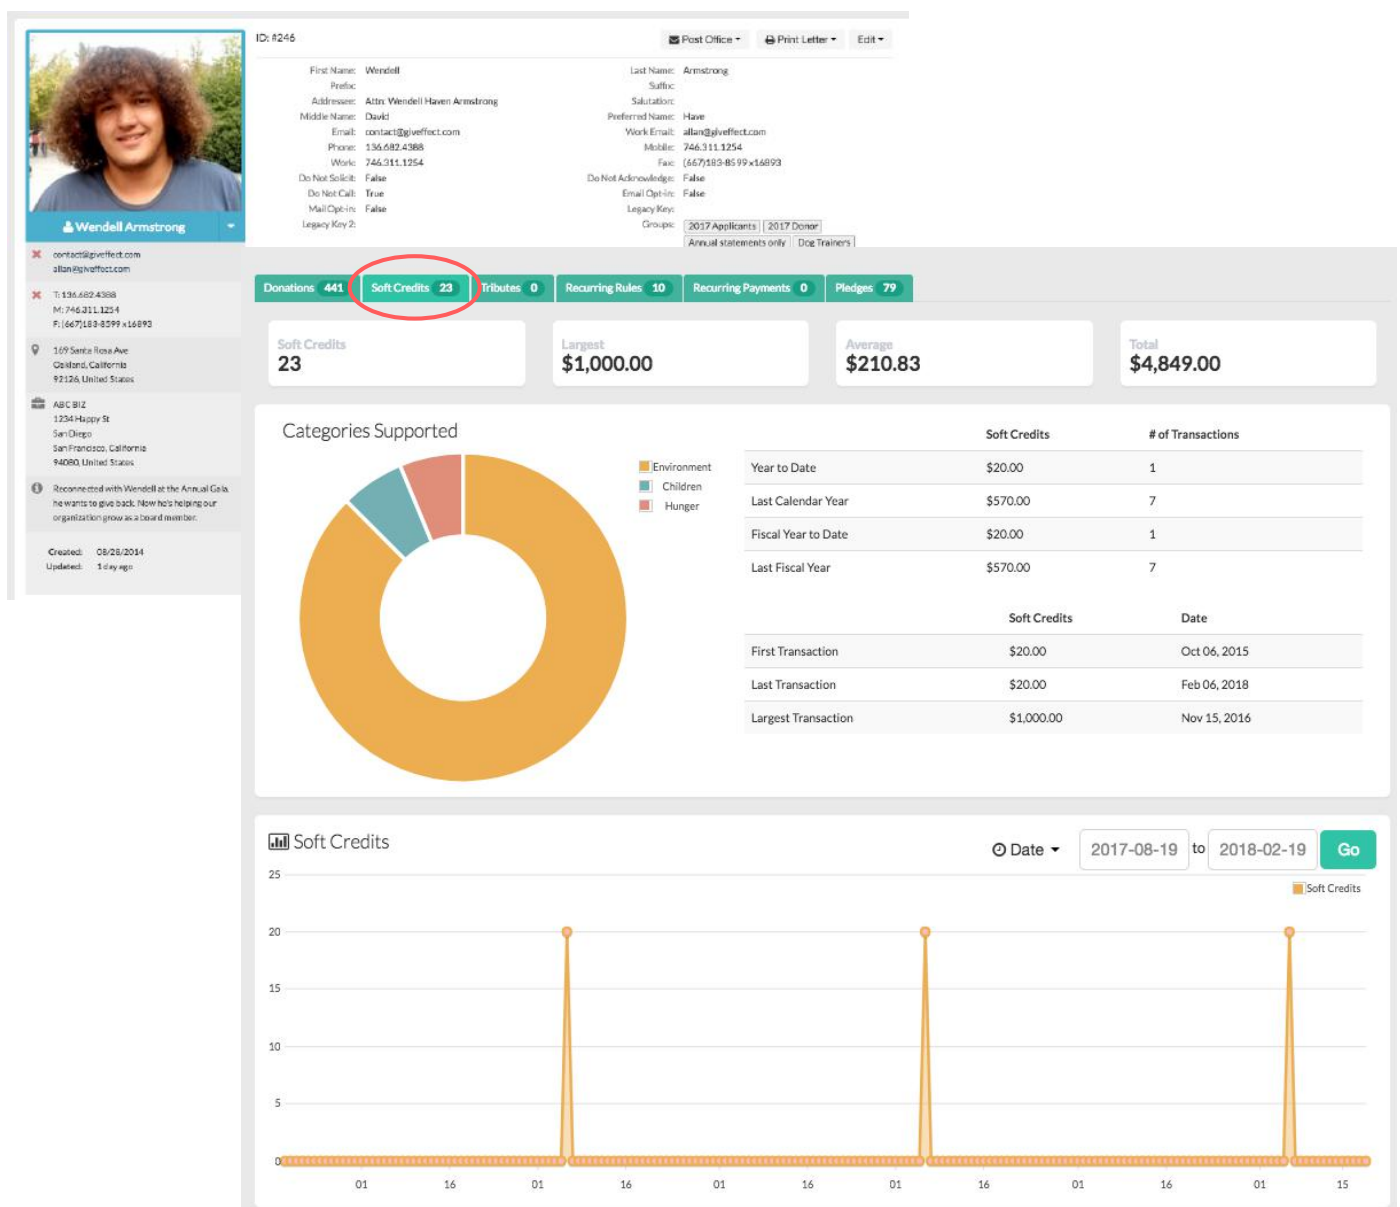 ID: #246
Post Office
Print Letter
Edit
First Name: Wendell
Last Name: Armstrong
Prefix:
Suffix:
Addressee: Attn: Wendell Haven Armstrong
Salutation:
Middle Name: David
Preferred Name: Have
Email: contact@giveffect.com
Work Email: allan@giveffect.com
Phone: 136.682.4388
Mobile: 746.311.1254
Work: 746.311.1254
Fax: (667)183-8599 x16893
Do Not Solicit: False
Do Not Acknowledge: False
Do Not Call: True
Email Opt-in: False
Mail Opt-in: False
Legacy Key:
Legacy Key 2:
Groups: 2017 Applicants 2017 Donor
Annual statements only Dog Trainers
Wendell Armstrong
contact@giveffect.com
allan@giveffect.com
T: 136.682.4388
M: 746.311.1254
F: (667)183-8599 x16893
169 Santa Rosa Ave
Oakland, California
92126, United States
ABC BIZ
1234 Happy St
San Diego
San Francisco, California
94080, United States
Reconnected with Wendell at the Annual Gala,
he wants to give back. Now he's helping our
organization grow as a board member.
Created: 08/28/2014
Updated: 1 day ago
Donations 441
Soft Credits 23
Tributes 0
Recurring Rules 10
Recurring Payments 0
Pledges 79
Soft Credits
23
Largest
$1,000.00
Average
$210.83
Total
$4,849.00
Categories Supported
Environment
Children
Hunger
Soft Credits # of Transactions
Year to Date $20.00 1
Last Calendar Year $570.00 7
Fiscal Year to Date $20.00 1
Last Fiscal Year $570.00 7
Soft Credits Date
First Transaction $20.00 Oct 06, 2015
Last Transaction $20.00 Feb 06, 2018
Largest Transaction $1,000.00 Nov 15, 2016
Soft Credits
Date 2017-08-19 to 2018-02-19 Go
Soft Credits
25
20
15
10
5
0
01 16 01 16 01 16 01 16 01 16 01 15